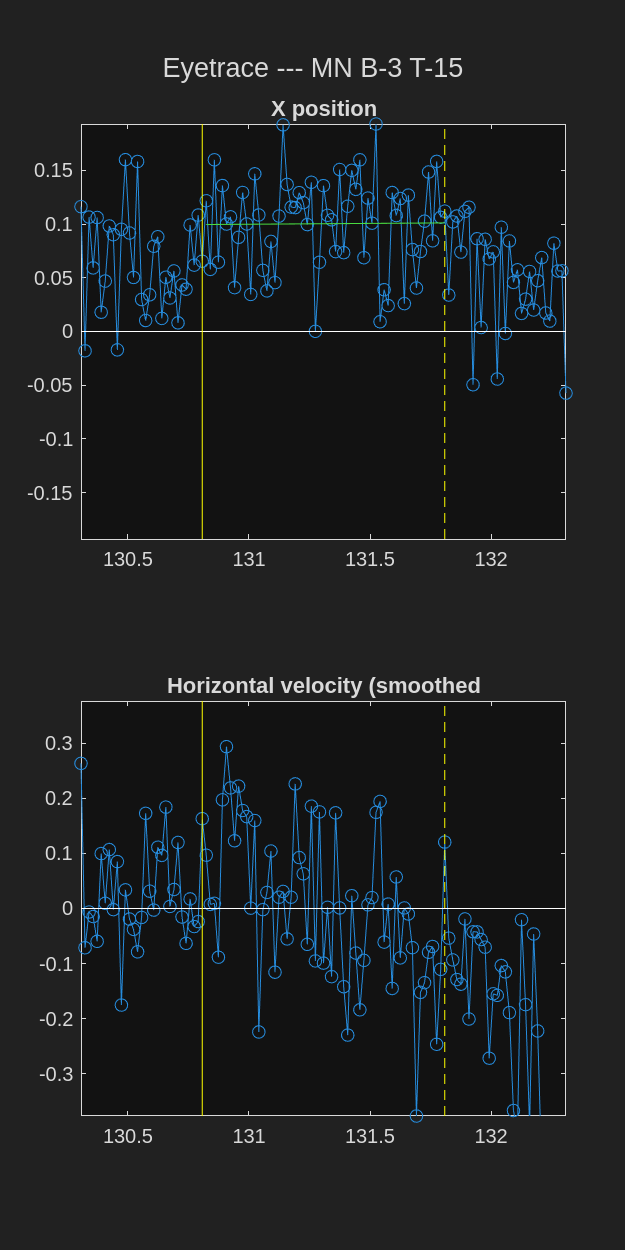 Eyetrace --- MN B-3 T-15
X position
0.15
0.1
0.05
0
-0.05
-0.1
-0.15
130.5 131 131.5 132
Horizontal velocity (smoothed
0.3
0.2
0.1
0
-0.1
-0.2
-0.3
130.5 131 131.5 132